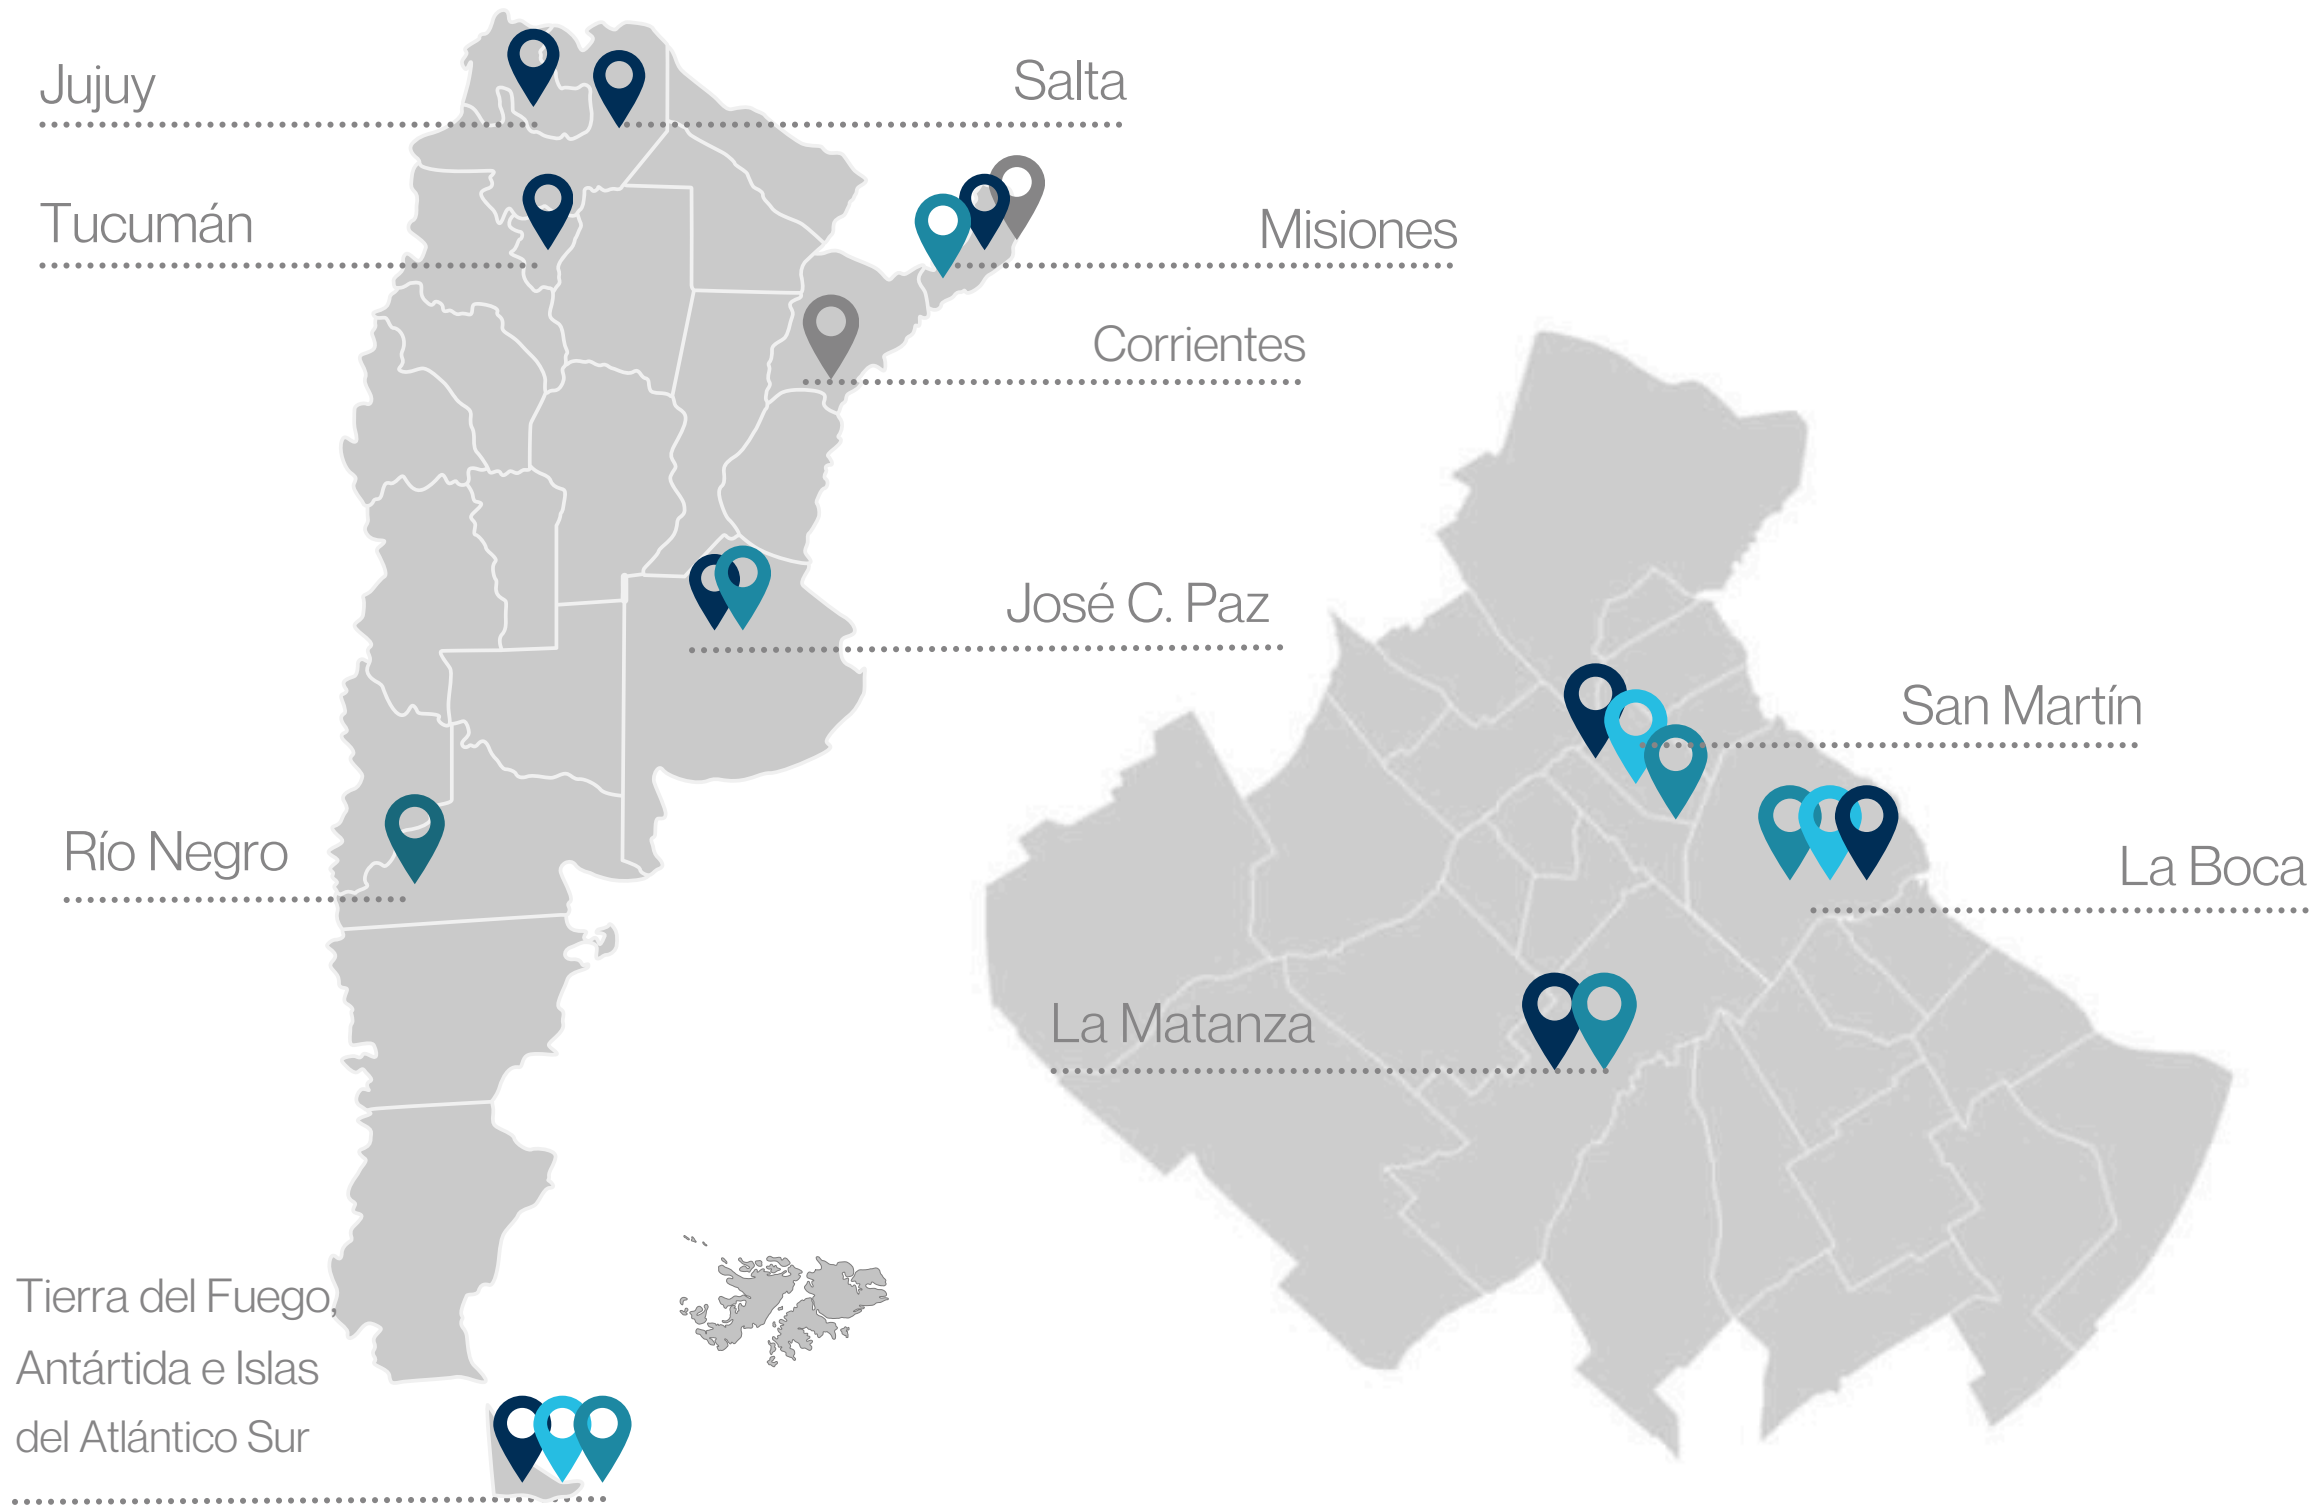 Jujuy
Salta
Tucumán
Misiones
Corrientes
José C. Paz
San Martín
Río Negro
La Boca
La Matanza
Tierra del Fuego,
Antártida e Islas
del Atlántico Sur